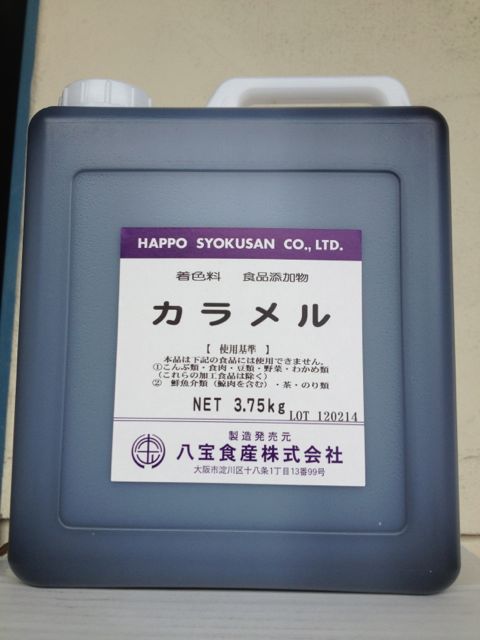 HAPPO SYOKUSAN CO., LTD.
着色料 食品添加物
カラメル
【 使用基準 】
本品は下記の食品には使用できません。
①こんぶ類・食肉・豆類・野菜・わかめ類
(これらの加工食品は除く)
② 鮮魚介類(鯨肉を含む)・茶・のり類
NET 3.75kg
LOT 120214
製造発売元
八宝食産株式会社
大阪市淀川区十八条1丁目13番99号